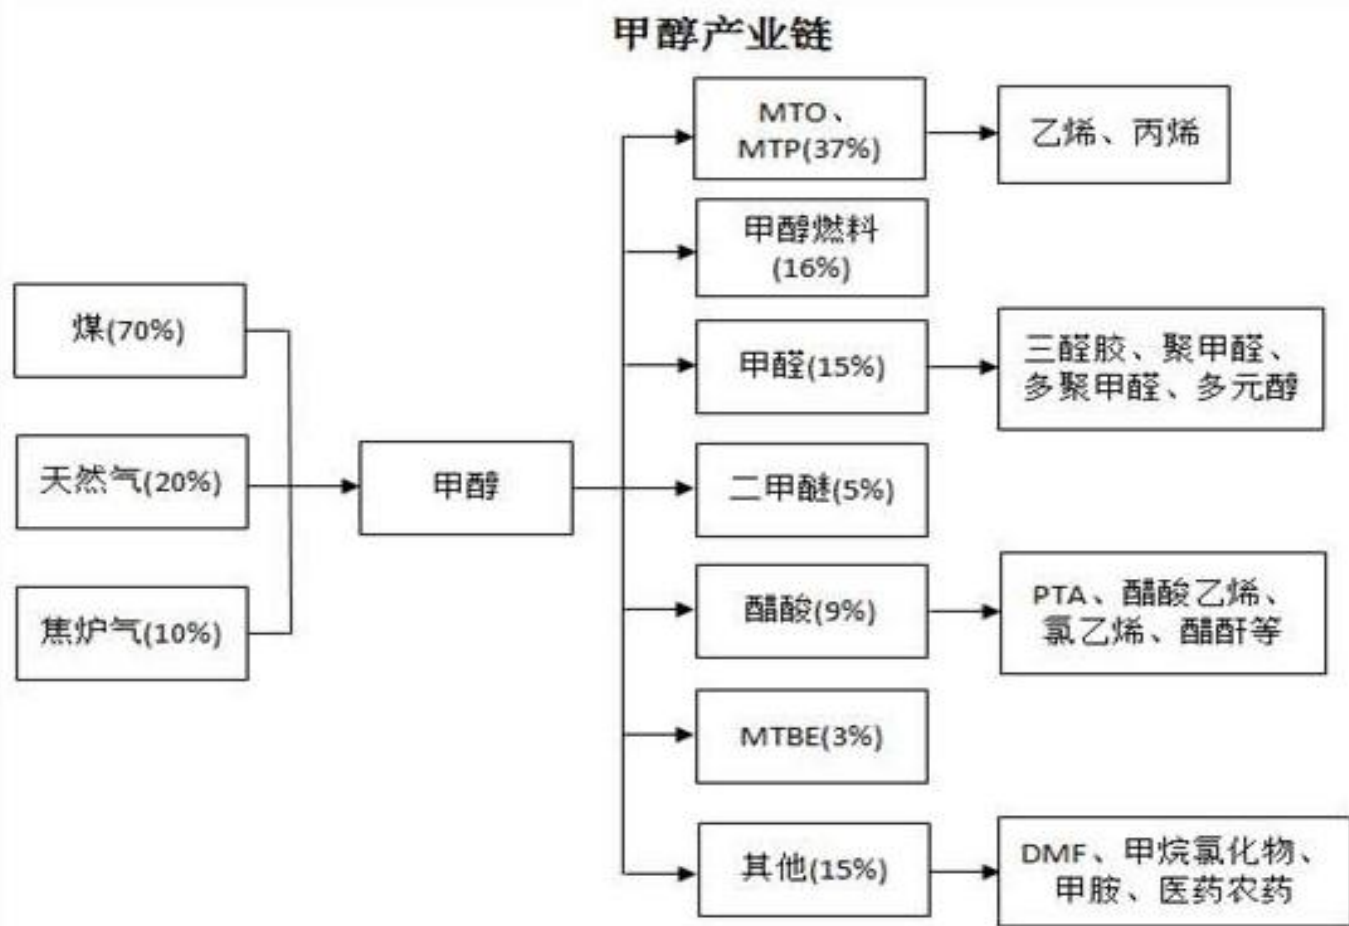 甲醇产业链
煤(70%)
天然气(20%)
焦炉气(10%)
甲醇
MTO、
MTP(37%)
乙烯、丙烯
甲醇燃料
(16%)
甲醛(15%)
三醛胶、聚甲醛、
多聚甲醛、多元醇
二甲醚(5%)
醋酸(9%)
PTA、醋酸乙烯、
氯乙烯、醋酐等
MTBE(3%)
其他(15%)
DMF、甲烷氯化物、
甲胺、医药农药